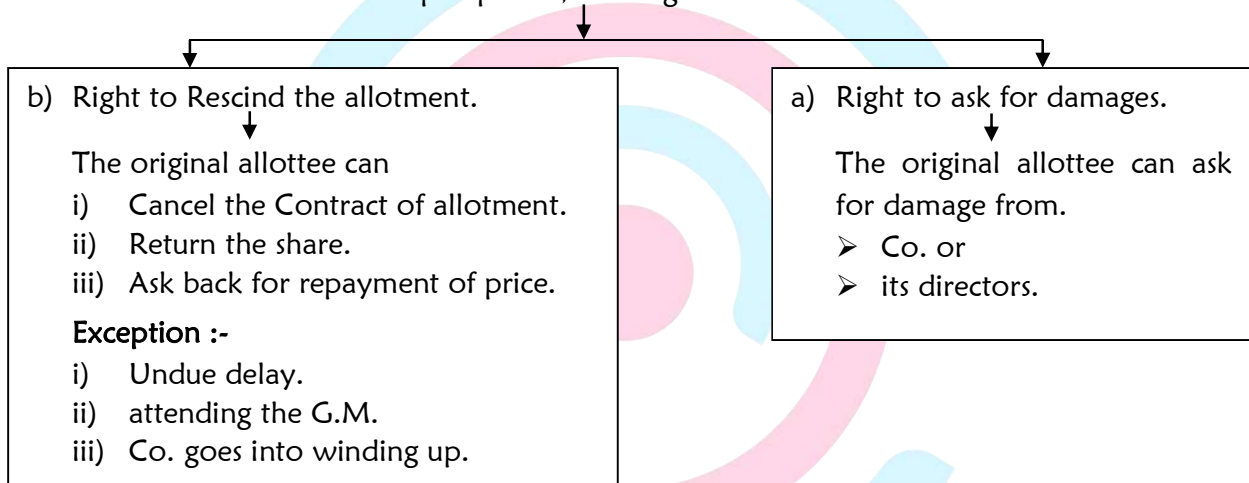 b) Right to Rescind the allotment.
The original allottee can
i) Cancel the Contract of allotment.
ii) Return the share.
iii) Ask back for repayment of price.
Exception :-
i) Undue delay.
ii) attending the G.M.
iii) Co. goes into winding up.
a) Right to ask for damages.
The original allottee can ask
for damage from.
➢ Co. or
➢ its directors.